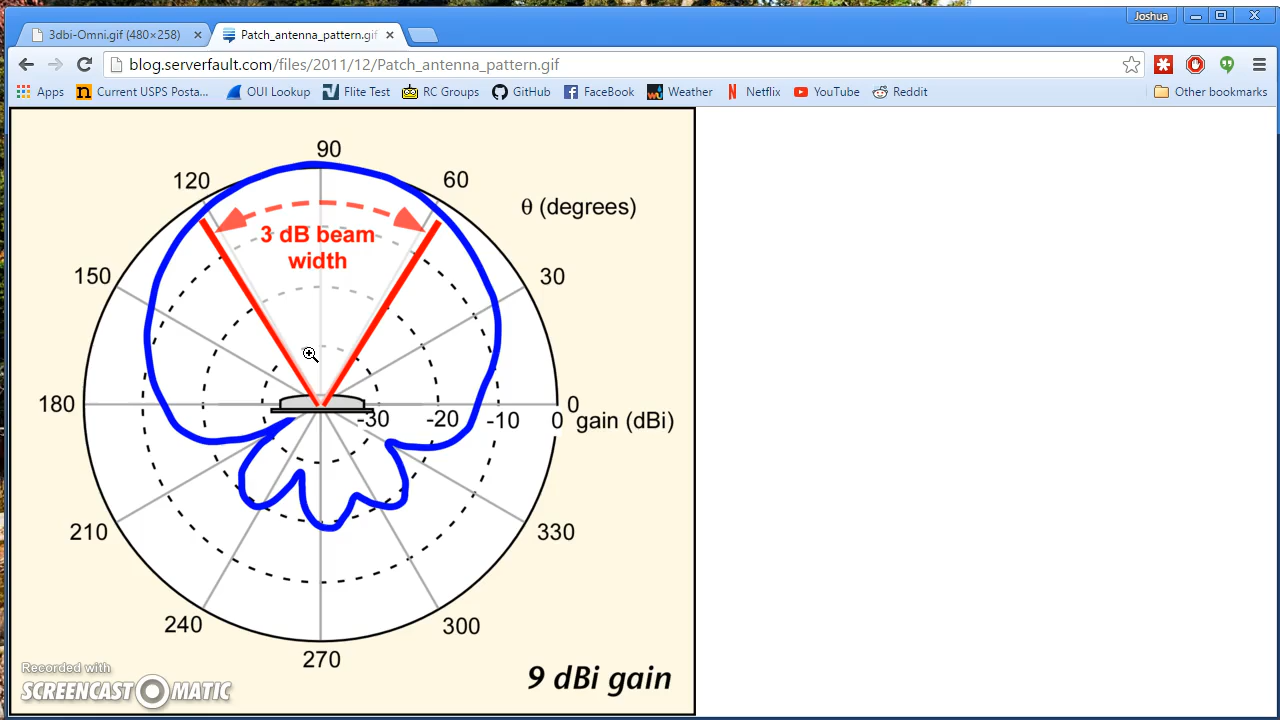 Joshua
3dbi-Omni.gif (480×258)
Patch_antenna_pattern.gif
blog.serverfault.com/files/2011/12/Patch_antenna_pattern.gif
Apps
Current USPS Posta...
OUI Lookup
Flite Test
RC Groups
GitHub
FaceBook
Weather
Netflix
YouTube
Reddit
Other bookmarks
90
120
60
θ (degrees)
3 dB beam
width
150
30
180
0
-30
-20
-10
0
gain (dBi)
210
330
240
300
270
9 dBi gain
Recorded with
SCREENCAST-O-MATIC